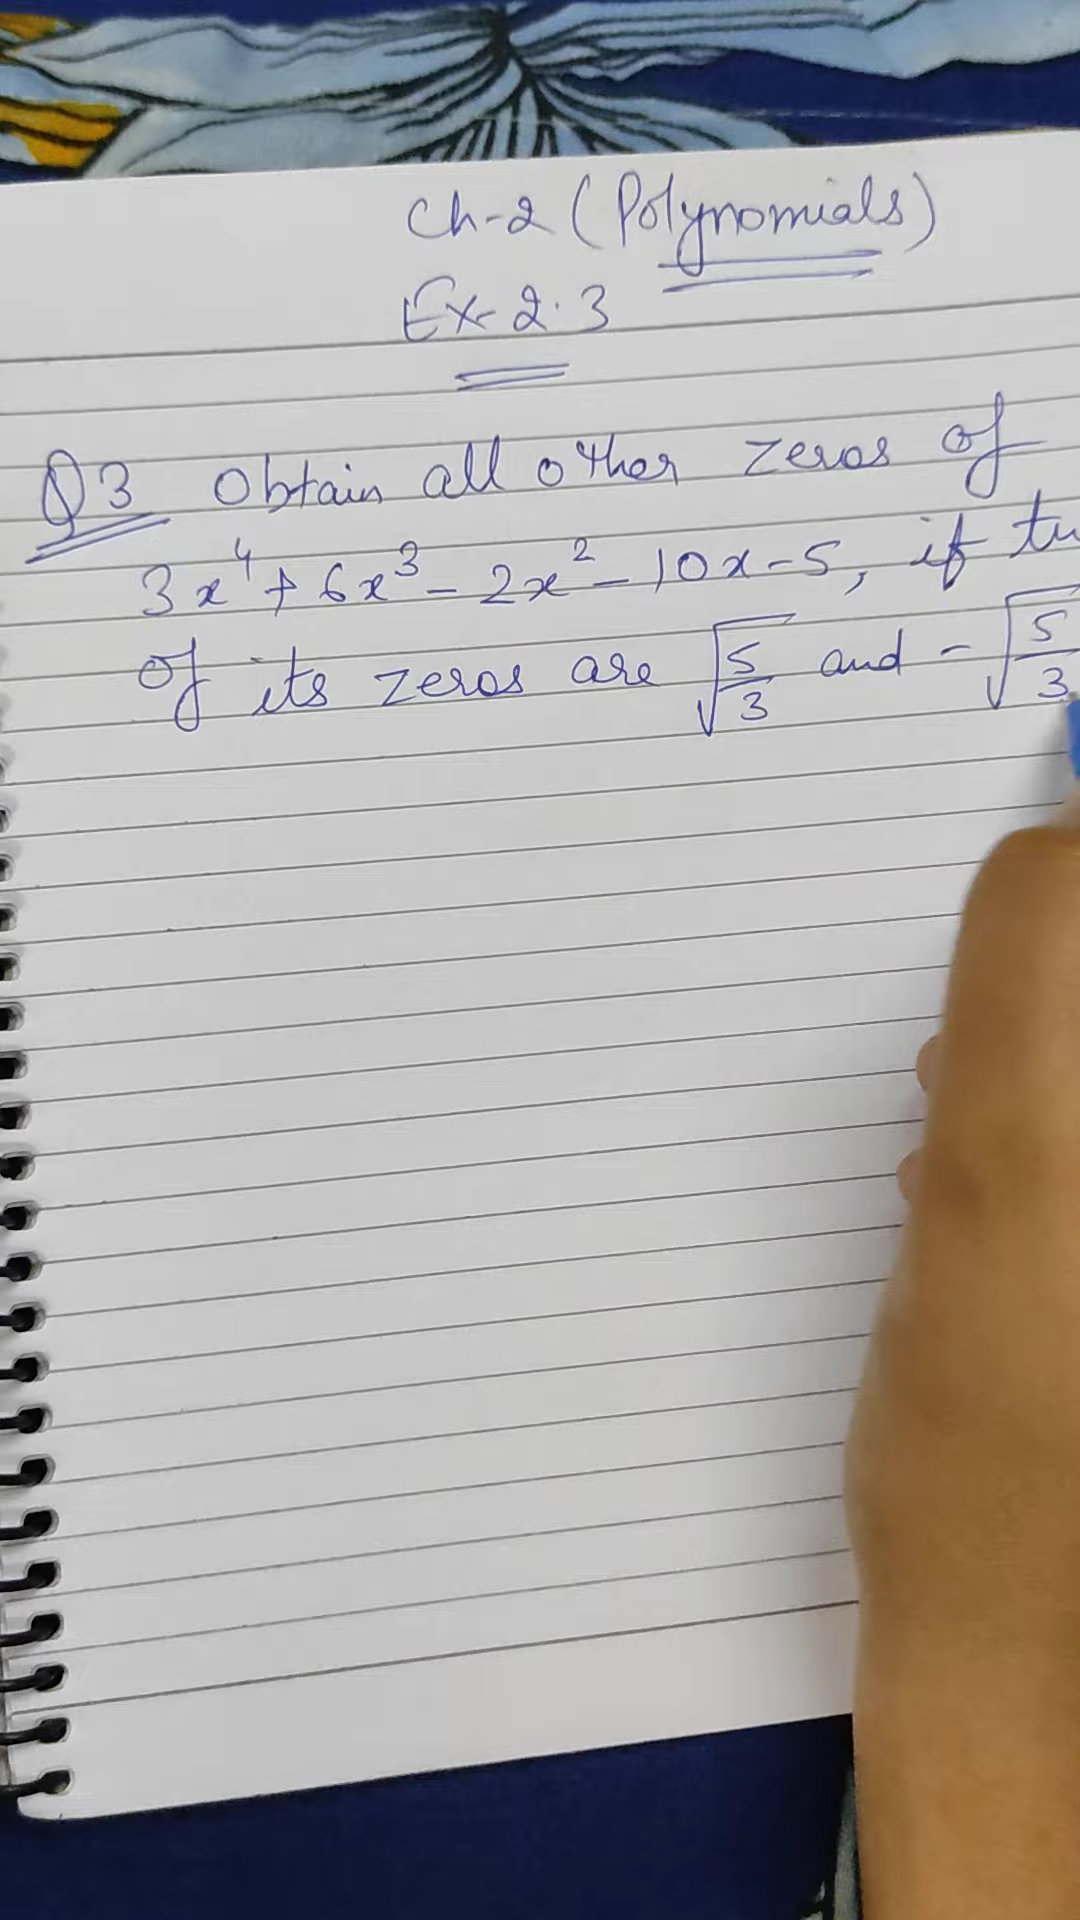 Ch-2 (Polynomials)
Ex-2.3
Q3 Obtain all other zeros of
3x⁴ + 6x³ - 2x² - 10x - 5, if
of its zeros are √5/3 and -√5/3